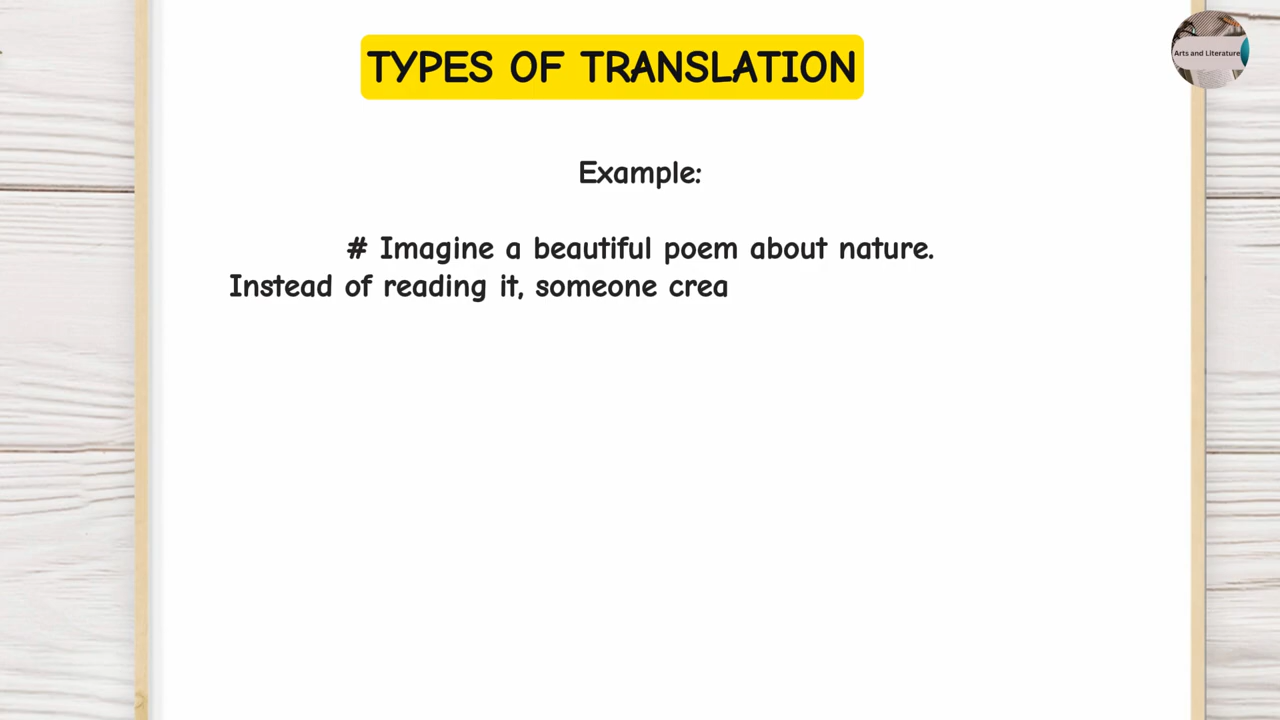 TYPES OF TRANSLATION
Arts and Literature
Example:
# Imagine a beautiful poem about nature.
Instead of reading it, someone crea